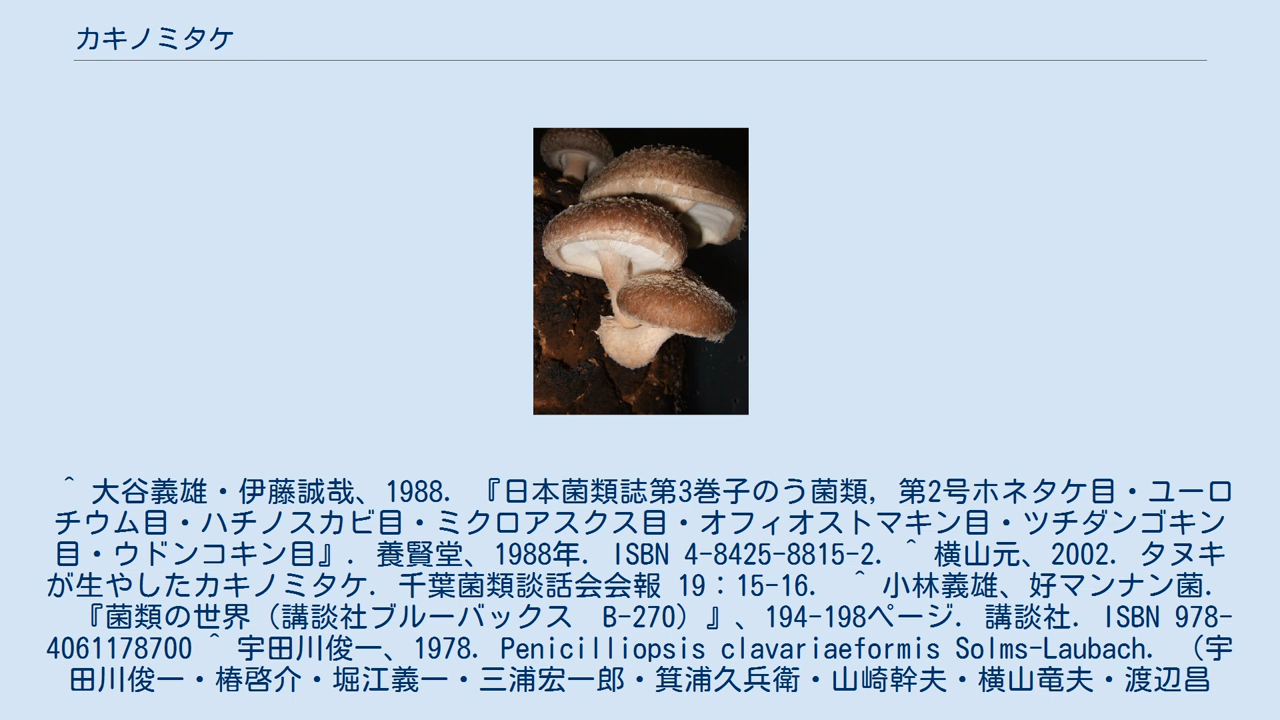 カキノミタケ
^ 大谷義雄・伊藤誠哉、1988. 『日本菌類誌第3巻子のう菌類, 第2号ホネタケ目・ユーロ
チウム目・ハチノスカビ目・ミクロアスクス目・オフィオストマキン目・ツチダンゴキン
目・ウドンコキン目』. 養賢堂、1988年. ISBN 4-8425-8815-2. ^ 横山元、2002. タヌキ
が生やしたカキノミタケ. 千葉菌類談話会会報 19：15-16. ^ 小林義雄、好マンナン菌.
『菌類の世界（講談社ブルーバックス B-270）』、194-198ページ. 講談社. ISBN 978-
4061178700 ^ 宇田川俊一、1978. Penicilliopsis clavariaeformis Solms-Laubach. （宇
田川俊一・椿啓介・堀江義一・三浦宏一郎・箕浦久兵衛・山崎幹夫・横山竜夫・渡辺昌